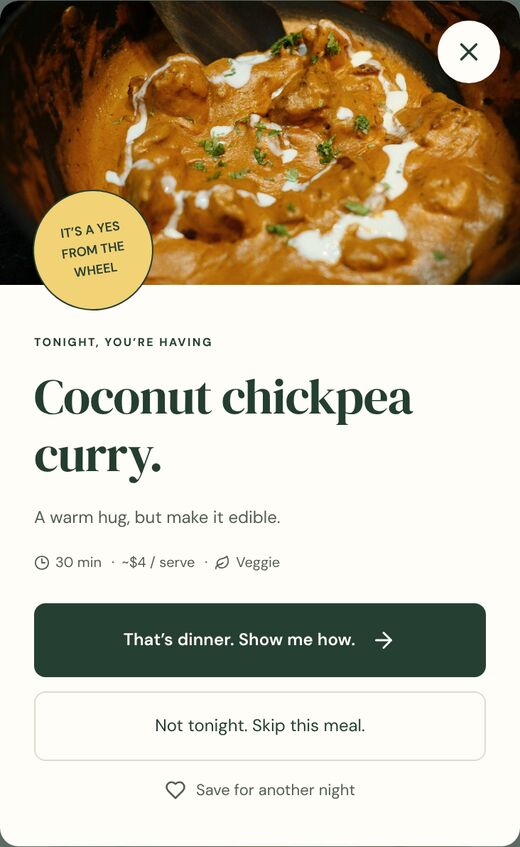 IT’S A YES
FROM THE
WHEEL
TONIGHT, YOU’RE HAVING
Coconut chickpea
curry.
A warm hug, but make it edible.
30 min · ~$4 / serve · Veggie
That’s dinner. Show me how. →
Not tonight. Skip this meal.
Save for another night